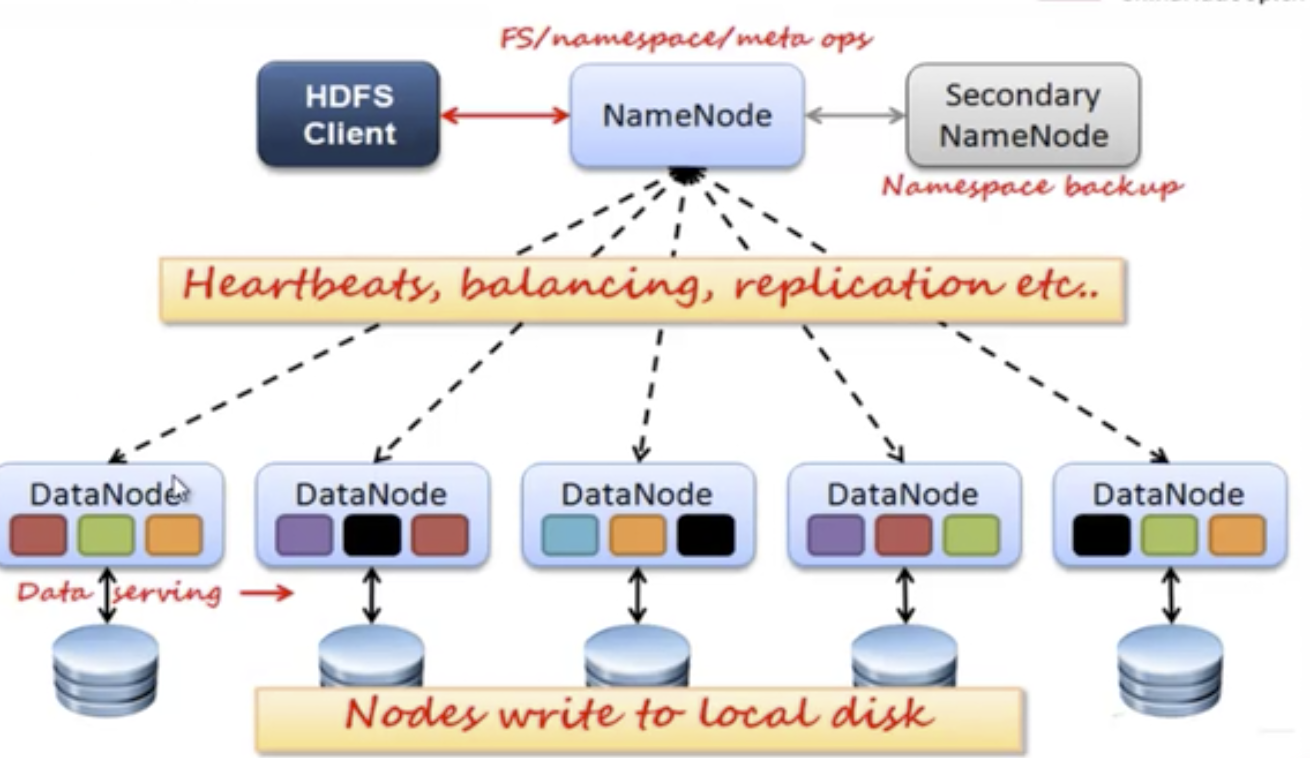 FS/namespace/meta ops
HDFS
Client
NameNode
Secondary
NameNode
Namespace backup
Heartbeats, balancing, replication etc..
DataNode
DataNode
DataNode
DataNode
DataNode
Data serving
Nodes write to local disk